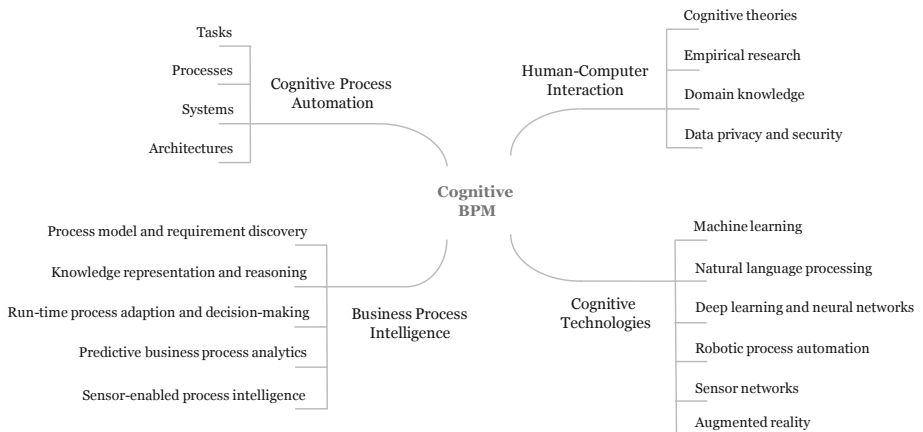 Tasks
Processes
Systems
Architectures
Cognitive Process
Automation
Human-Computer
Interaction
Cognitive theories
Empirical research
Domain knowledge
Data privacy and security
Cognitive
BPM
Process model and requirement discovery
Knowledge representation and reasoning
Run-time process adaption and decision-making
Predictive business process analytics
Sensor-enabled process intelligence
Business Process
Intelligence
Cognitive
Technologies
Machine learning
Natural language processing
Deep learning and neural networks
Robotic process automation
Sensor networks
Augmented reality